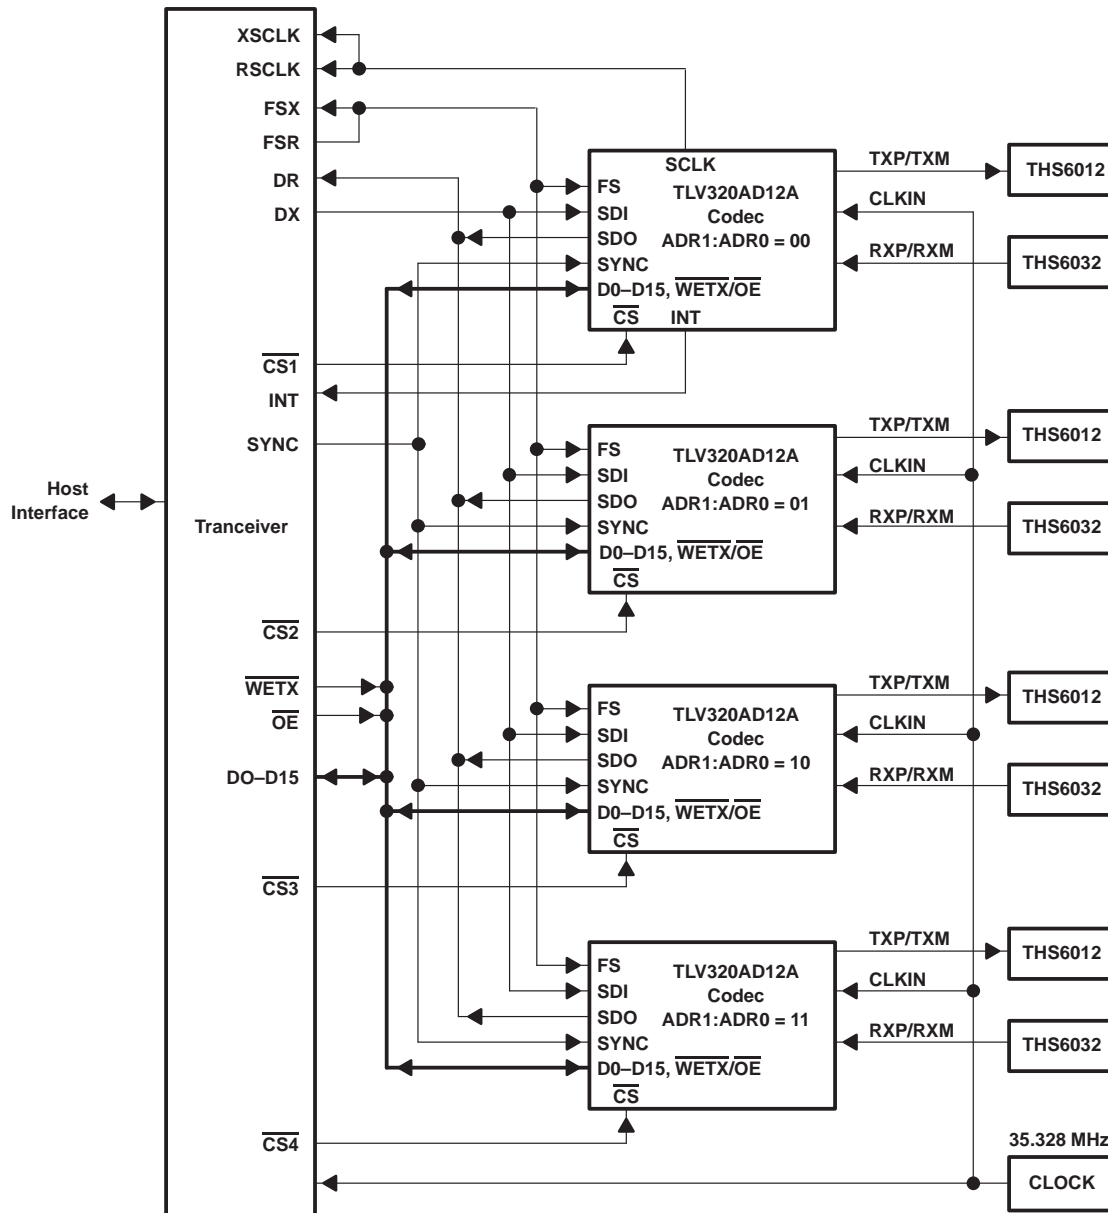 XSCLK
RSCLK
FSX
FSR
DR
DX
CS1
INT
SYNC
Host
Interface
Tranceiver
CS2
WETX
OE
DO–D15
CS3
CS4
SCLK
FS
TLV320AD12A
SDI
Codec
SDO
ADR1:ADR0 = 00
SYNC
D0–D15, WETX/OE
CS
INT
TXP/TXM
THS6012
CLKIN
RXP/RXM
THS6032
FS
TLV320AD12A
SDI
Codec
SDO
ADR1:ADR0 = 01
SYNC
D0–D15, WETX/OE
CS
TXP/TXM
THS6012
CLKIN
RXP/RXM
THS6032
FS
TLV320AD12A
SDI
Codec
SDO
ADR1:ADR0 = 10
SYNC
D0–D15, WETX/OE
CS
TXP/TXM
THS6012
CLKIN
RXP/RXM
THS6032
FS
TLV320AD12A
SDI
Codec
SDO
ADR1:ADR0 = 11
SYNC
D0–D15, WETX/OE
CS
TXP/TXM
THS6012
CLKIN
RXP/RXM
THS6032
35.328 MHz
CLOCK